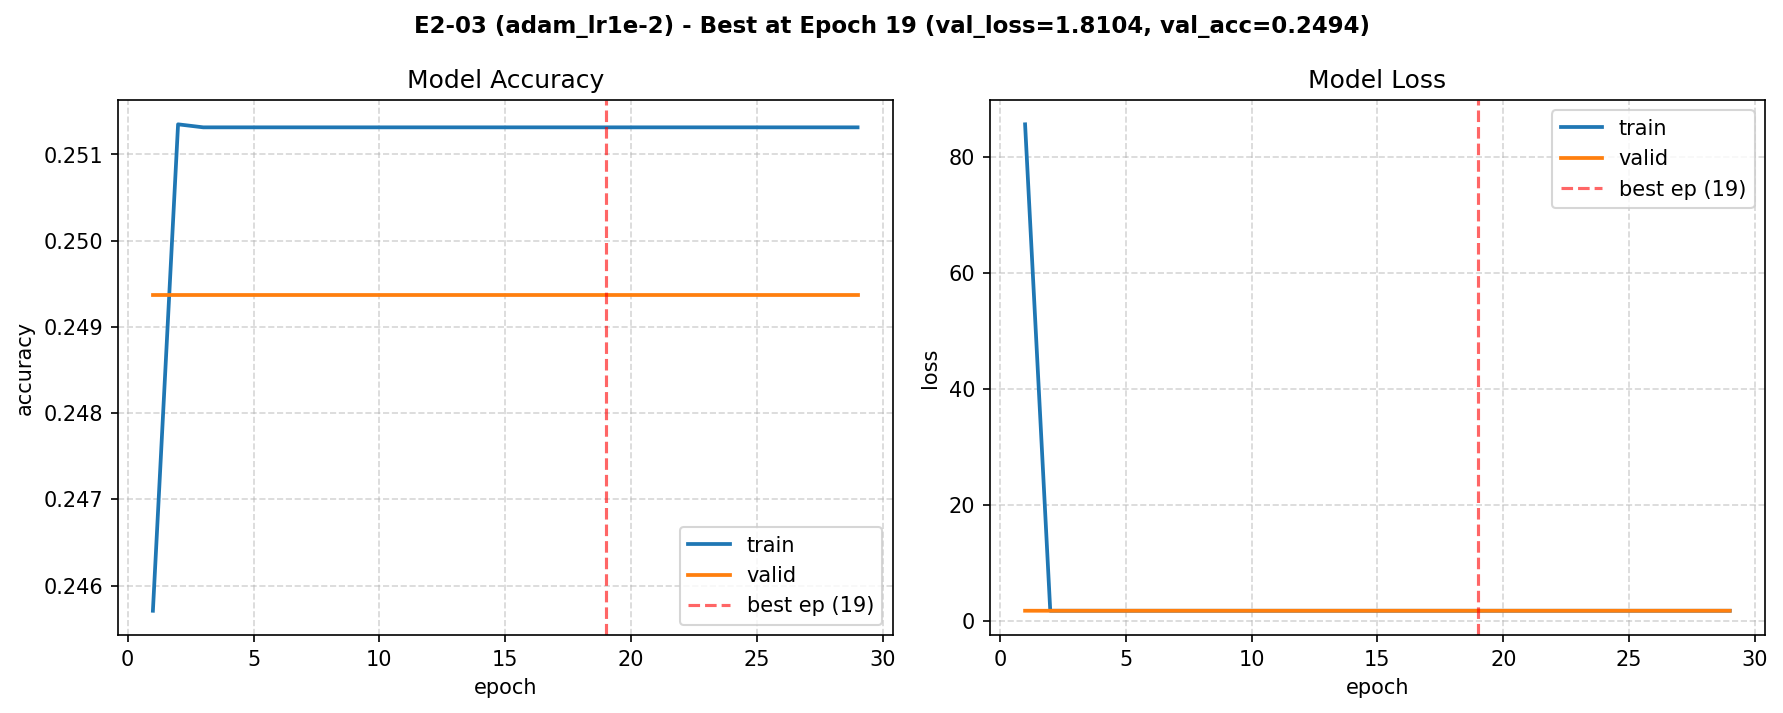 E2-03 (adam_lr1e-2) - Best at Epoch 19 (val_loss=1.8104, val_acc=0.2494)
Model Accuracy
accuracy
0.251
0.250
0.249
0.248
0.247
0.246
0
5
10
15
20
25
30
epoch
train
valid
best ep (19)
Model Loss
loss
80
60
40
20
0
0
5
10
15
20
25
30
epoch
train
valid
best ep (19)